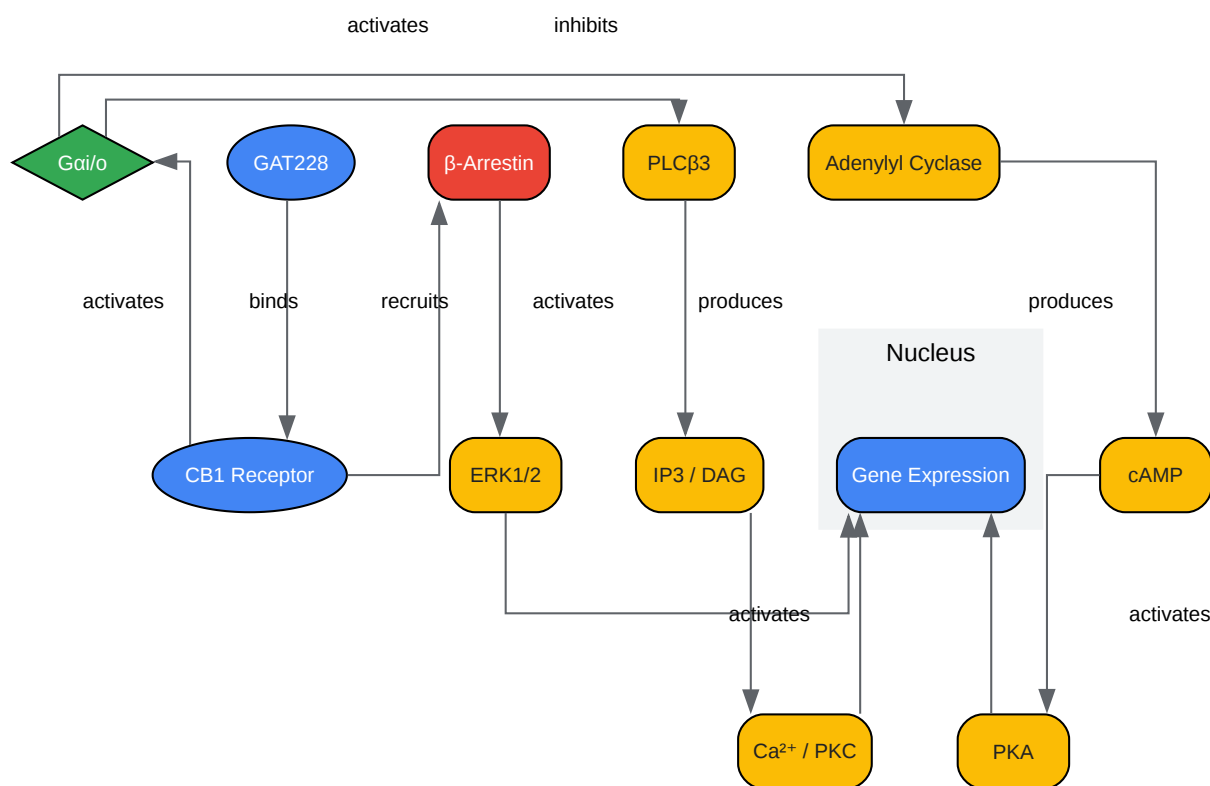 activates
inhibits
Gαi/o
GAT228
β-Arrestin
PLCβ3
Adenylyl Cyclase
activates
binds
recruits
activates
produces
produces
Nucleus
CB1 Receptor
ERK1/2
IP3 / DAG
Gene Expression
cAMP
activates
activates
Ca²⁺ / PKC
PKA